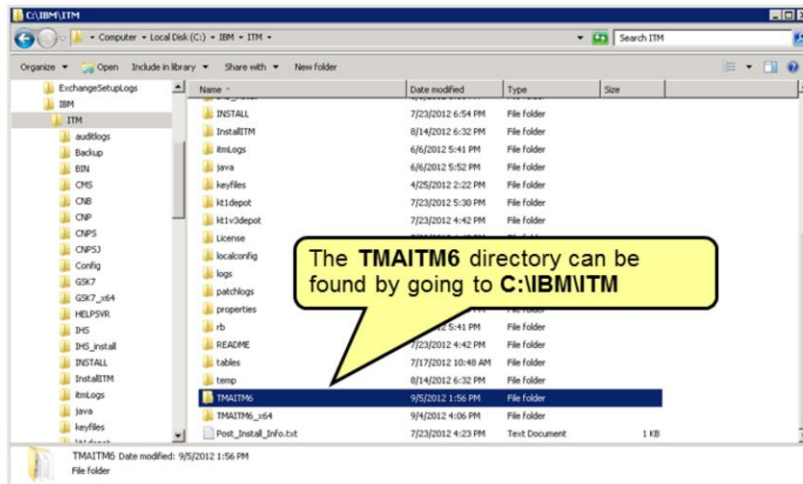 C:\IBM\ITM
Computer Local Disk (C:) IBM ITM
Search ITM
Organize Open Include in library Share with New folder
ExchangeSetupLogs
IBM
ITM
auditlogs
Backup
BIN
CMS
CNB
CNP
CNPS
CNPSJ
Config
GSK7
GSK7_x64
HELPSVR
IHS
IHS_install
INSTALL
InstallITM
itmLogs
java
keyfiles
Name Date modified Type Size
INSTALL 7/23/2012 6:54 PM File folder
InstallITM 8/14/2012 6:32 PM File folder
itmLogs 6/6/2012 5:41 PM File folder
java 6/6/2012 5:52 PM File folder
keyfiles 4/25/2012 2:22 PM File folder
kt1depot 7/23/2012 5:30 PM File folder
kt1v3depot 7/23/2012 4:42 PM File folder
License
localconfig
logs
patchlogs
properties
rb 5:41 PM File folder
README 7/23/2012 4:42 PM File folder
tables 7/17/2012 10:48 AM File folder
temp 8/14/2012 6:32 PM File folder
TMAITM6 9/5/2012 1:56 PM File folder
TMAITM6_x64 9/4/2012 4:06 PM File folder
Post_Install_Info.txt 7/23/2012 4:23 PM Text Document 1 KB
The TMAITM6 directory can be
found by going to C:\IBM\ITM
TMAITM6 Date modified: 9/5/2012 1:56 PM
File folder